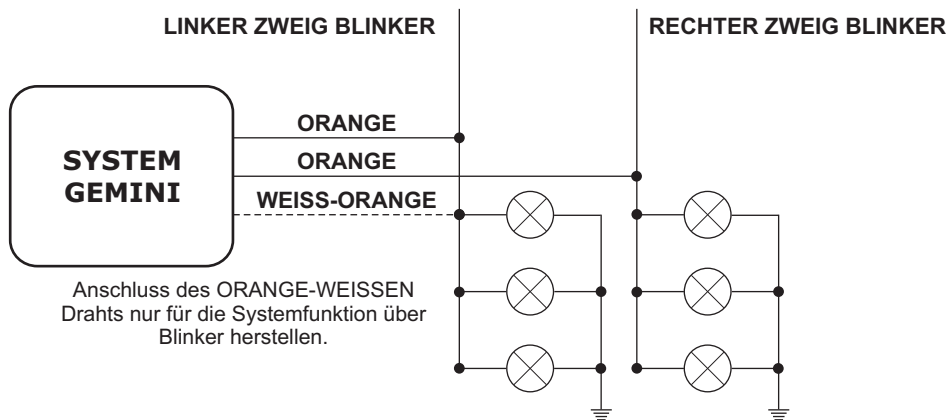 LINKER ZWEIG BLINKER
RECHTER ZWEIG BLINKER
ORANGE
SYSTEM
GEMINI
ORANGE
WEISS-ORANGE
Anschluss des ORANGE-WEISSEN
Drahts nur für die Systemfunktion über
Blinker herstellen.